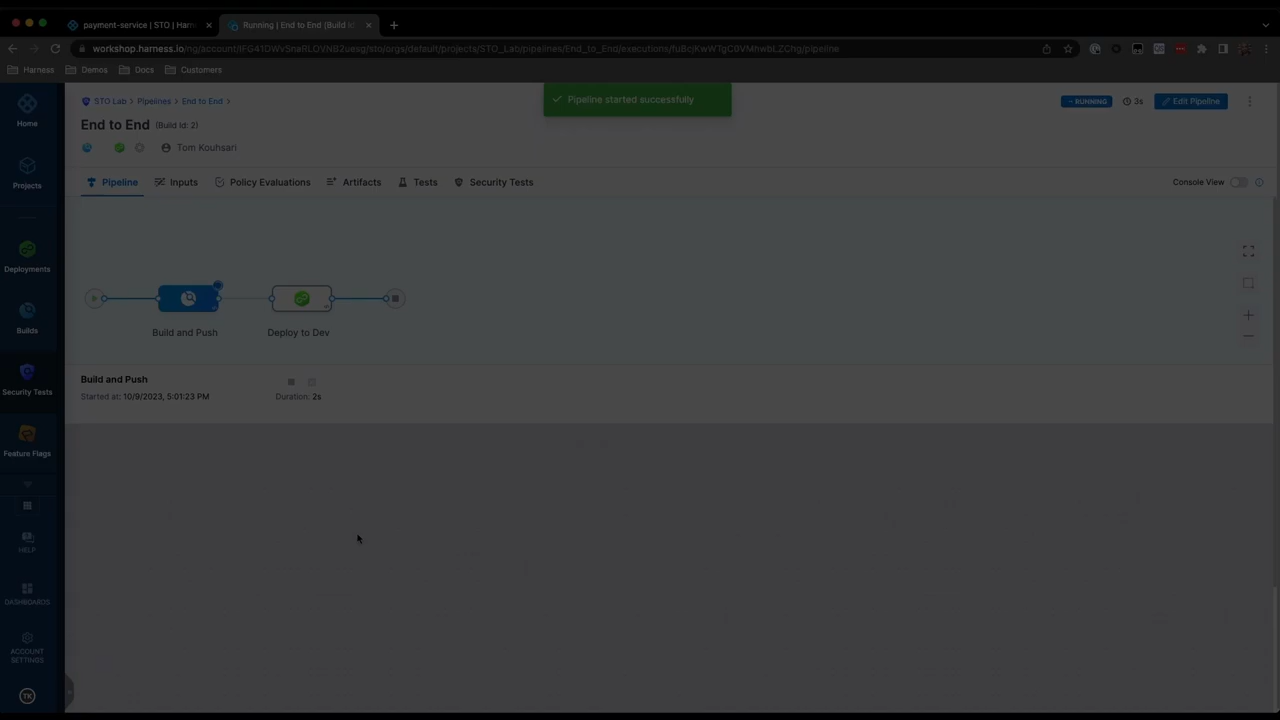 payment-service | STO | Harn
Running | End to End (Build Id:
workshop.harness.io
Harness
Demos
Docs
Customers
STO Lab
Pipelines
End to End
Pipeline started successfully
RUNNING
3s
Edit Pipeline
End to End (Build Id: 2)
Tom Kouhsari
Pipeline
Inputs
Policy Evaluations
Artifacts
Tests
Security Tests
Console View
Build and Push
Deploy to Dev
Build and Push
Started at: 10/9/2023, 5:01:23 PM
Duration: 2s
Home
Projects
Deployments
Builds
Security Tests
Feature Flags
HELP
DASHBOARDS
ACCOUNT
SETTINGS
TK